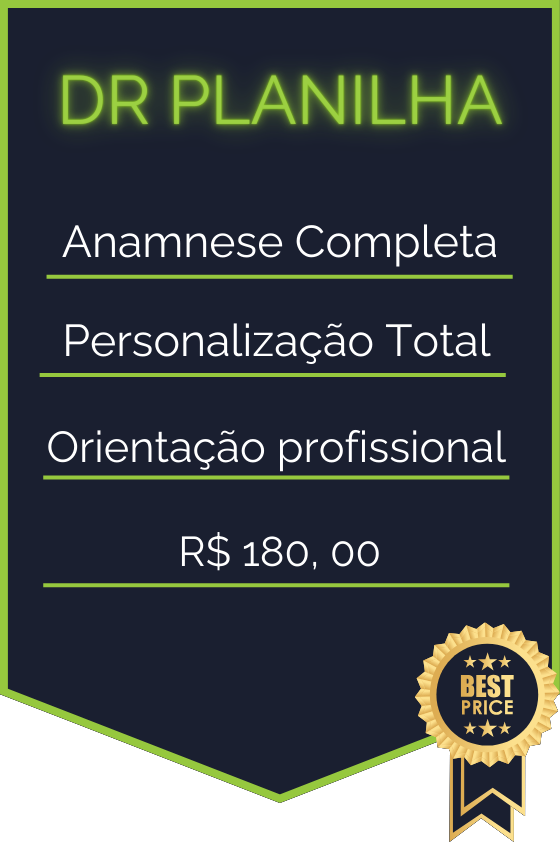 DR PLANILHA
Anamnese Completa
Personalização Total
Orientação profissional
R$ 180, 00
BEST
PRICE